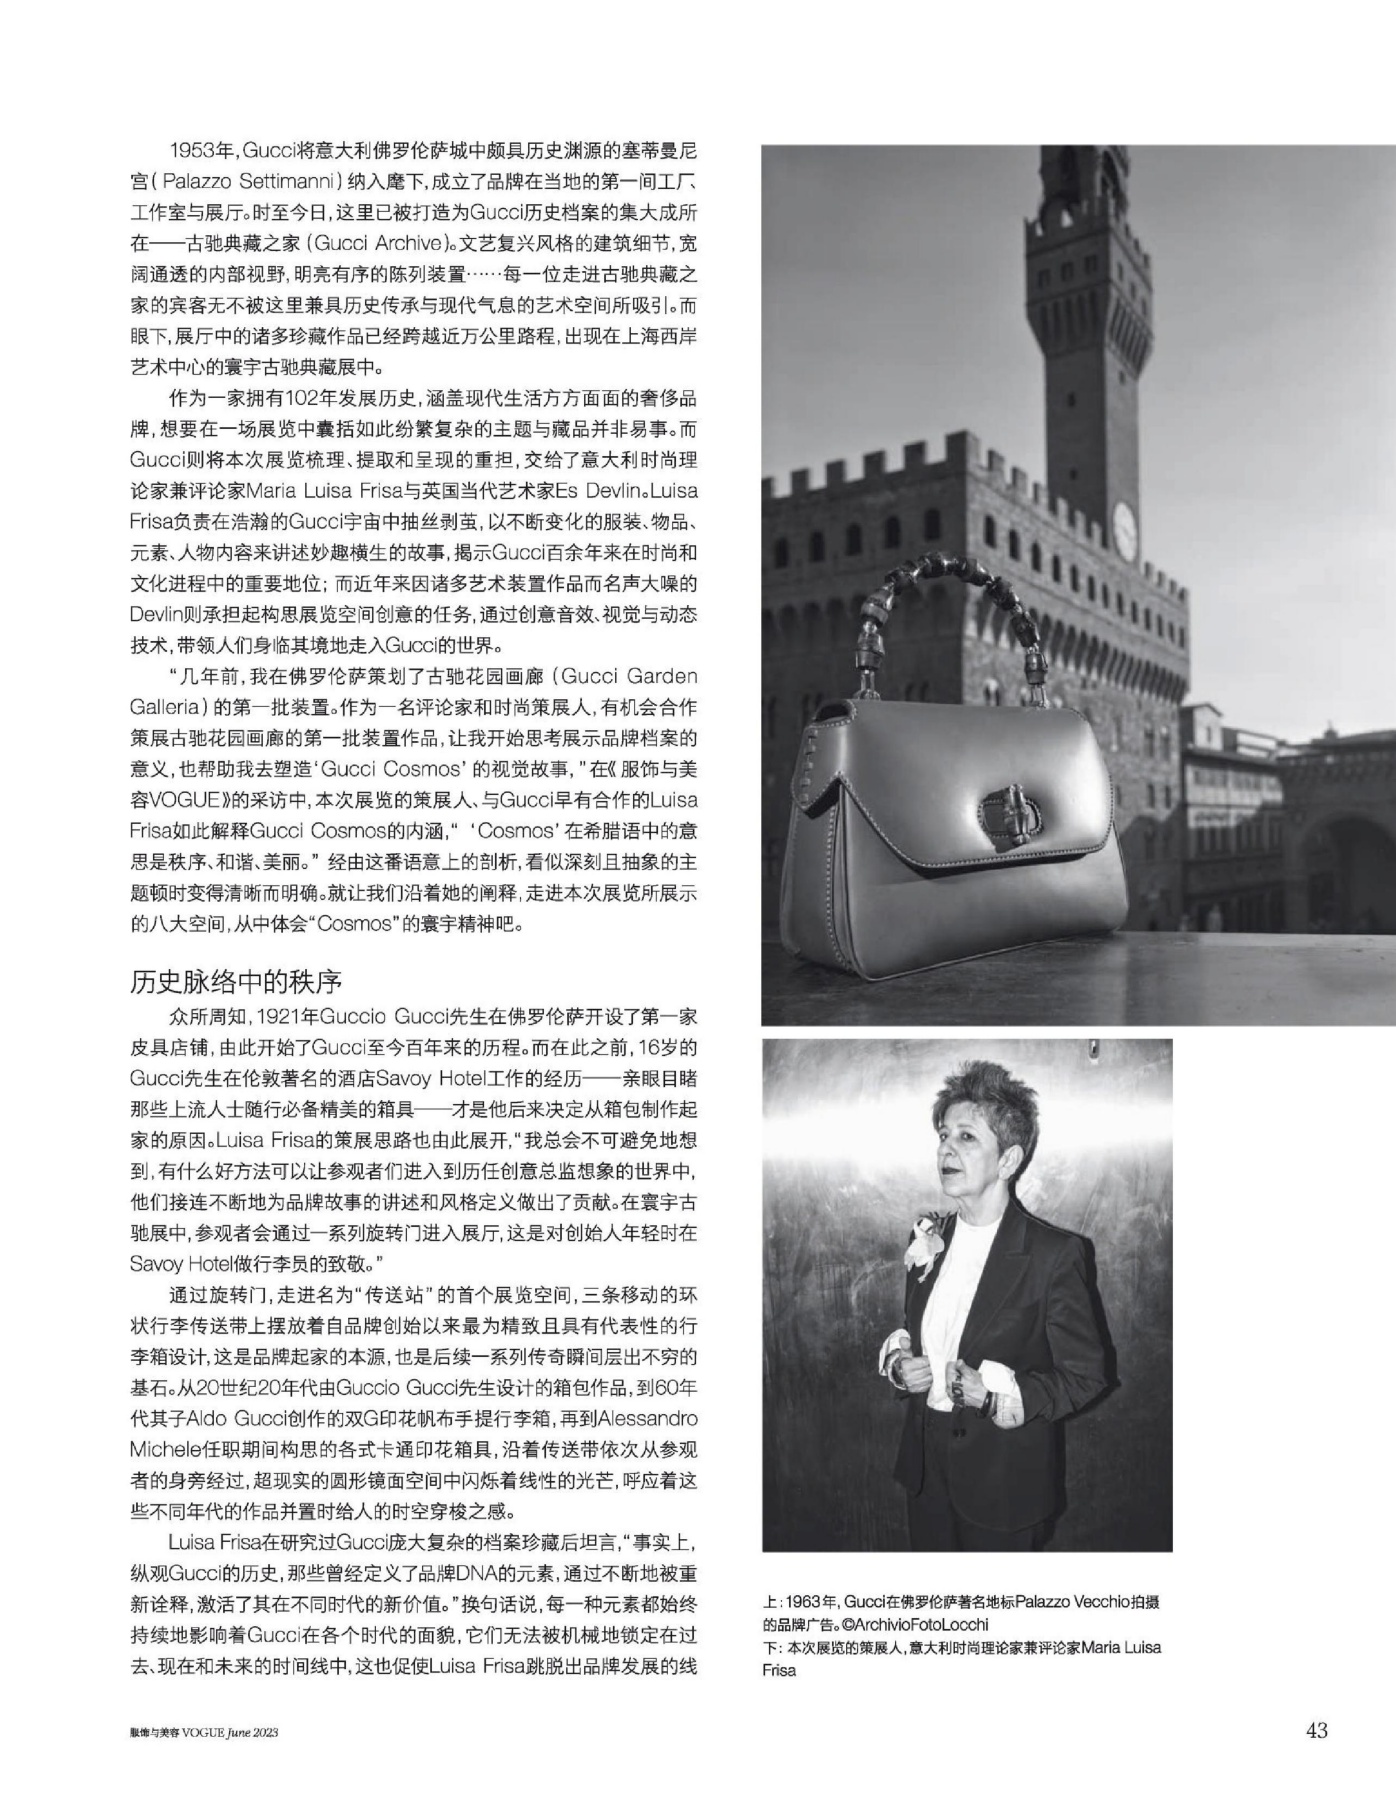 1953年,Gucci将意大利佛罗伦萨城中颇具历史渊源的塞蒂曼尼
宫(Palazzo Settimanni)纳入麾下,成立了品牌在当地的第一间工厂、
工作室与展厅。时至今日,这里已被打造为Gucci历史档案的集大成所
在——古驰典藏之家(Gucci Archive)。文艺复兴风格的建筑细节,宽
阔通透的内部视野,明亮有序的陈列装置……每一位走进古驰典藏之
家的宾客无不被这里兼具历史传承与现代气息的艺术空间所吸引。而
眼下,展厅中的诸多珍藏作品已经跨越近万公里路程,出现在上海西岸
艺术中心的寰宇古驰典藏展中。
作为一家拥有102年发展历史,涵盖现代生活方方面面的奢侈品
牌,想要在一场展览中囊括如此纷繁复杂的主题与藏品并非易事。而
Gucci则将本次展览梳理、提取和呈现的重担,交给了意大利时尚理
论家兼评论家Maria Luisa Frisa与英国当代艺术家Es Devlin。Luisa
Frisa负责在浩瀚的Gucci宇宙中抽丝剥茧,以不断变化的服装、物品、
元素、人物内容来讲述妙趣横生的故事,揭示Gucci百余年来在时尚和
文化进程中的重要地位;而近年来因诸多艺术装置作品而名声大噪的
Devlin则承担起构思展览空间创意的任务,通过创意音效、视觉与动态
技术,带领人们身临其境地走入Gucci的世界。
“几年前,我在佛罗伦萨策划了古驰花园画廊(Gucci Garden
Galleria)的第一批装置。作为一名评论家和时尚策展人,有机会合作
策展古驰花园画廊的第一批装置作品,让我开始思考展示品牌档案的
意义,也帮助我去塑造‘Gucci Cosmos’的视觉故事,”在《服饰与美
容VOGUE》的采访中,本次展览的策展人、与Gucci早有合作的Luisa
Frisa如此解释Gucci Cosmos的内涵,“‘Cosmos’在希腊语中的意
思是秩序、和谐、美丽。”经由这番语意上的剖析,看似深刻且抽象的主
题顿时变得清晰而明确。就让我们沿着她的阐释,走进本次展览所展示
的八大空间,从中体会“Cosmos”的寰宇精神吧。
历史脉络中的秩序
众所周知,1921年Guccio Gucci先生在佛罗伦萨开设了第一家
皮具店铺,由此开始了Gucci至今百年来的历程。而在此之前,16岁的
Gucci先生在伦敦著名的酒店Savoy Hotel工作的经历——亲眼目睹
那些上流人士随行必备精美的箱具——才是他后来决定从箱包制作起
家的原因。Luisa Frisa的策展思路也由此展开,“我总会不可避免地想
到,有什么好方法可以让参观者们进入到历任创意总监想象的世界中,
他们接连不断地为品牌故事的讲述和风格定义做出了贡献。在寰宇古
驰展中,参观者会通过一系列旋转门进入展厅,这是对创始人年轻时在
Savoy Hotel做行李员的致敬。”
通过旋转门,走进名为“传送站”的首个展览空间,三条移动的环
状行李传送带上摆放着自品牌创始以来最为精致且具有代表性的行
李箱设计,这是品牌起家的本源,也是后续一系列传奇瞬间层出不穷的
基石。从20世纪20年代由Guccio Gucci先生设计的箱包作品,到60年
代其子Aldo Gucci创作的双G印花帆布手提行李箱,再到Alessandro
Michele任职期间构思的各式卡通印花箱具,沿着传送带依次从参观
者的身旁经过,超现实的圆形镜面空间中闪烁着线性的光芒,呼应着这
些不同年代的作品并置时给人的时空穿梭之感。
Luisa Frisa在研究过Gucci庞大复杂的档案珍藏后坦言,“事实上,
纵观Gucci的历史,那些曾经定义了品牌DNA的元素,通过不断地被重
新诠释,激活了其在不同时代的新价值。”换句话说,每一种元素都始终
持续地影响着Gucci在各个时代的面貌,它们无法被机械地锁定在过
去、现在和未来的时间线中,这也促使Luisa Frisa跳脱出品牌发展的线
上:1963年,Gucci在佛罗伦萨著名地标Palazzo Vecchio拍摄
的品牌广告。©ArchivioFotoLocchi
下:本次展览的策展人,意大利时尚理论家兼评论家Maria Luisa
Frisa
服饰与美容 VOGUE June 2023
43